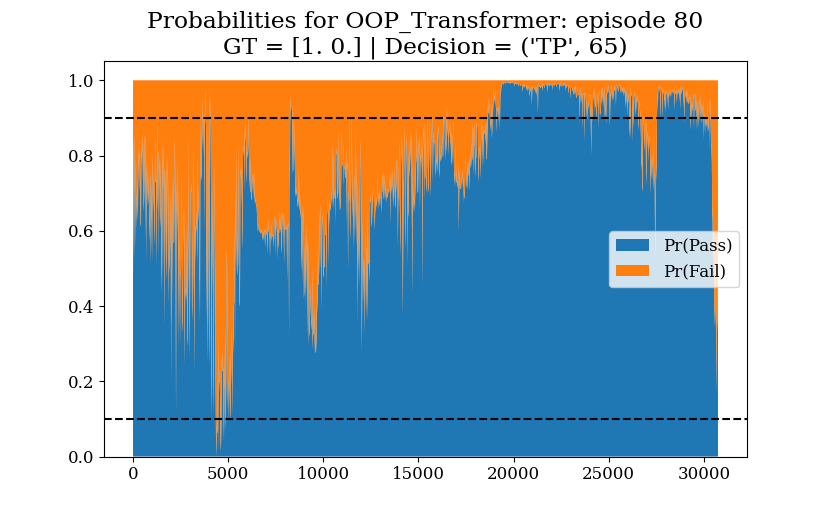 Probabilities for OOP_Transformer: episode 80
GT = [1. 0.] | Decision = ('TP', 65)
1.0
0.8
0.6
0.4
0.2
0.0
Pr(Pass)
Pr(Fail)
0 5000 10000 15000 20000 25000 30000